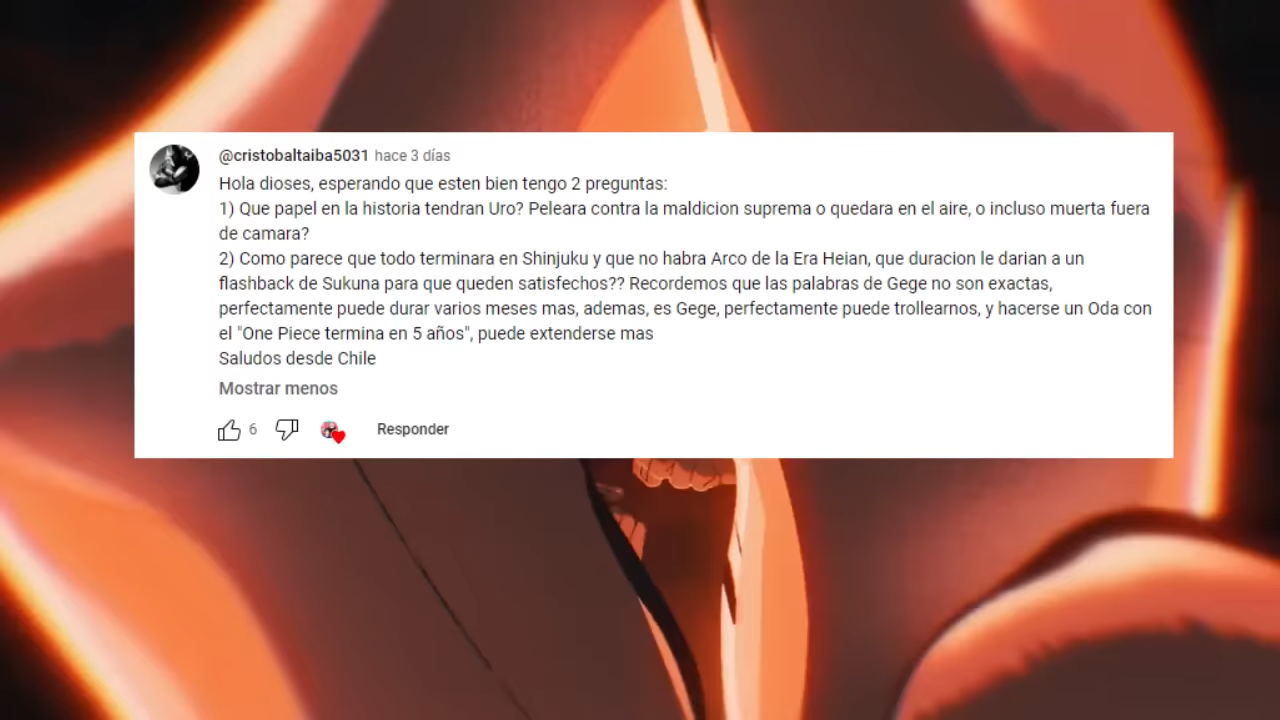 @cristobaltaiba5031 hace 3 días
Hola dioses, esperando que esten bien tengo 2 preguntas:
1) Que papel en la historia tendran Uro? Peleara contra la maldicion suprema o quedara en el aire, o incluso muerta fuera
de camara?
2) Como parece que todo terminara en Shinjuku y que no habra Arco de la Era Heian, que duracion le darian a un
flashback de Sukuna para que queden satisfechos?? Recordemos que las palabras de Gege no son exactas,
perfectamente puede durar varios meses mas, ademas, es Gege, perfectamente puede trollearnos, y hacerse un Oda con
el "One Piece termina en 5 años", puede extenderse mas
Saludos desde Chile
Mostrar menos
6 Responder